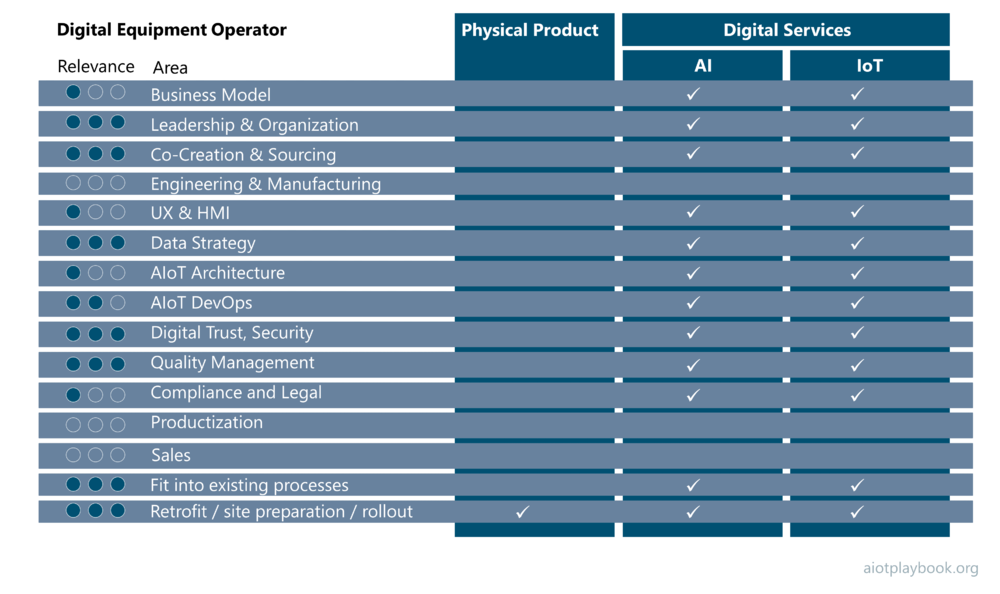 Digital Equipment Operator
Physical Product
Digital Services
Relevance Area
AI
IoT
Business Model ✓ ✓
Leadership & Organization ✓ ✓
Co-Creation & Sourcing ✓ ✓
Engineering & Manufacturing
UX & HMI ✓ ✓
Data Strategy ✓ ✓
AIoT Architecture ✓ ✓
AIoT DevOps ✓ ✓
Digital Trust, Security ✓ ✓
Quality Management ✓ ✓
Compliance and Legal ✓ ✓
Productization
Sales
Fit into existing processes ✓ ✓
Retrofit / site preparation / rollout ✓ ✓ ✓
aiotplaybook.org